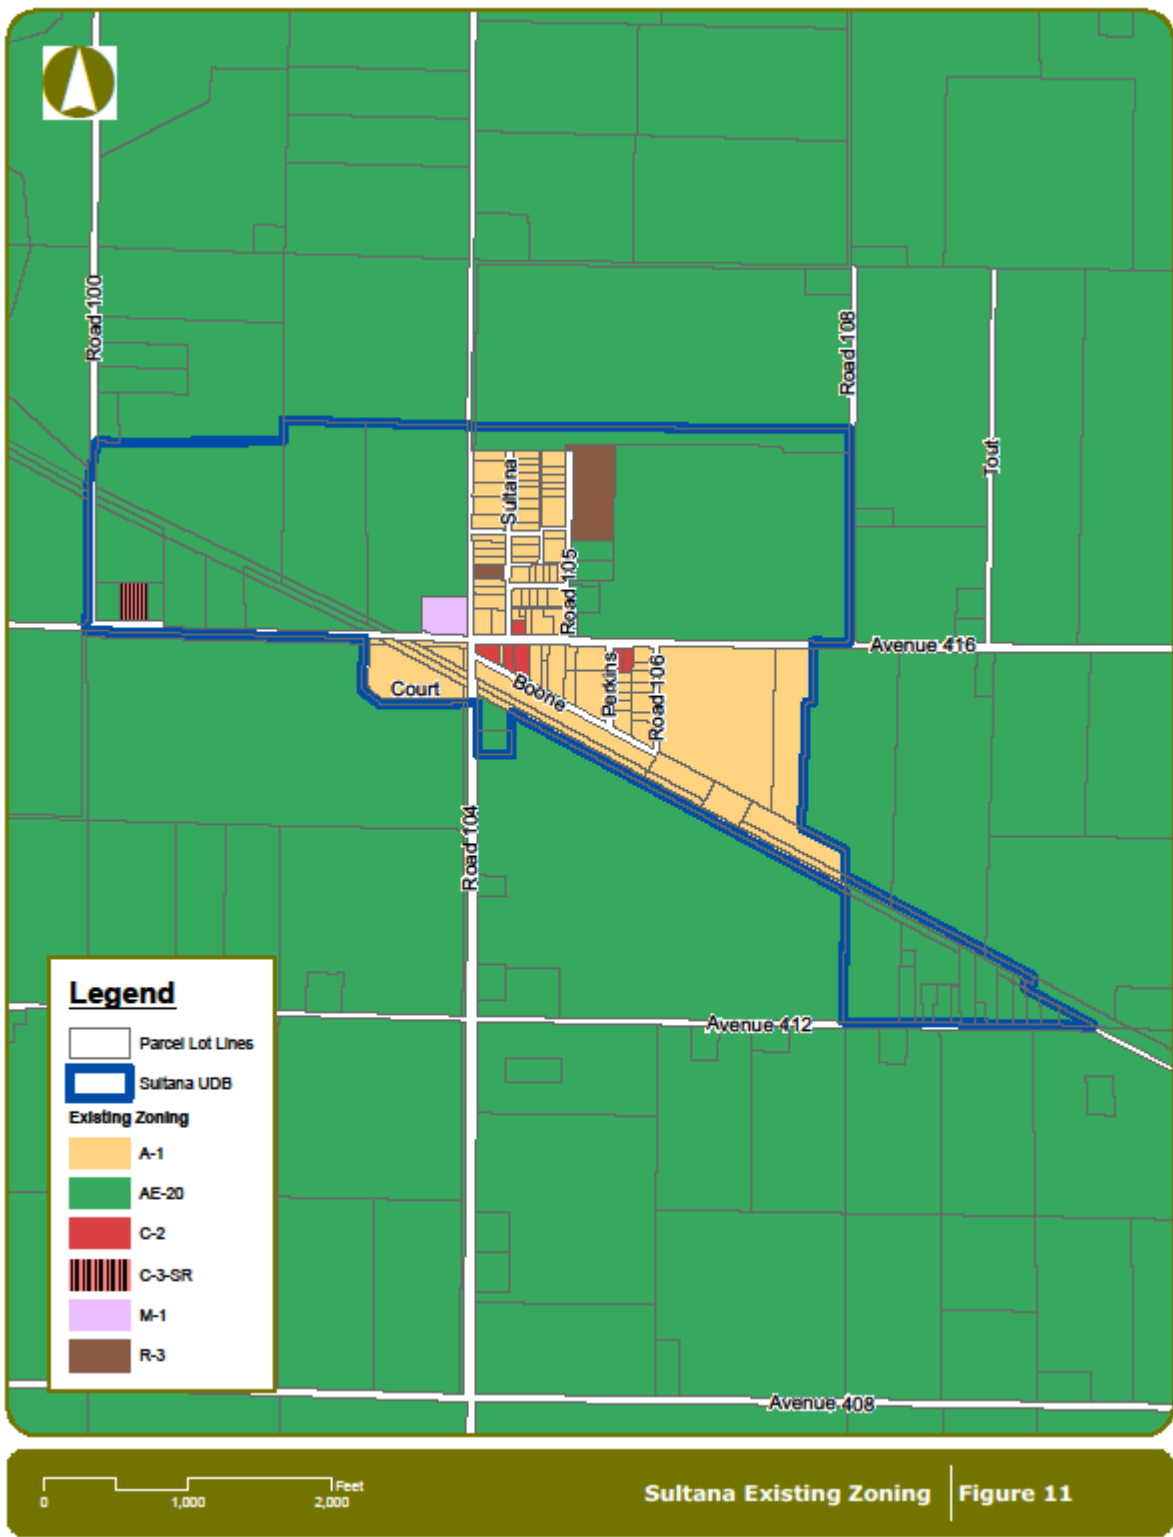 Road 100
Road 108
Tout
Sultana
Road 105
Avenue 416
Court
Boone
Perkins
Road 106
Road 104
Avenue 412
Avenue 408
Legend
Parcel Lot Lines
Sultana UDB
Existing Zoning
A-1
AE-20
C-2
C-3-SR
M-1
R-3
0 1,000 2,000 Feet
Sultana Existing Zoning Figure 11